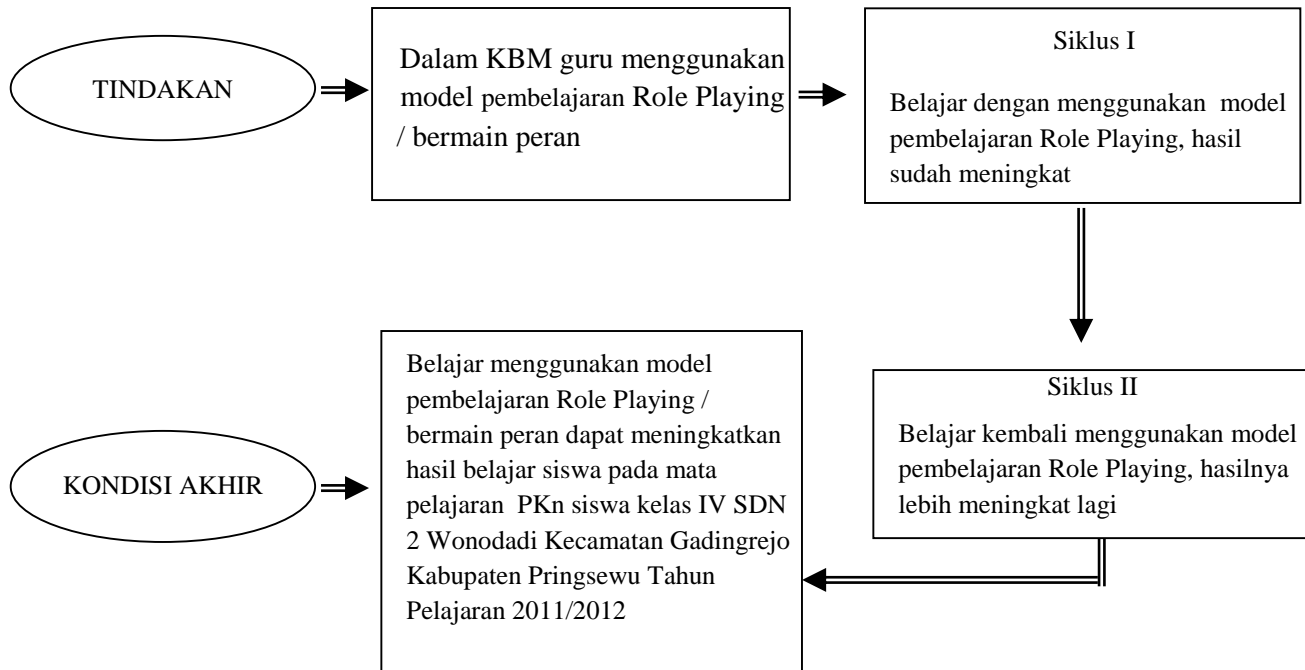 TINDAKAN
Dalam KBM guru menggunakan
model pembelajaran Role Playing
/ bermain peran
Siklus I
Belajar dengan menggunakan model
pembelajaran Role Playing, hasil
sudah meningkat
Siklus II
Belajar kembali menggunakan model
pembelajaran Role Playing, hasilnya
lebih meningkat lagi
KONDISI AKHIR
Belajar menggunakan model
pembelajaran Role Playing /
bermain peran dapat meningkatkan
hasil belajar siswa pada mata
pelajaran PKn siswa kelas IV SDN
2 Wonodadi Kecamatan Gadingrejo
Kabupaten Pringsewu Tahun
Pelajaran 2011/2012